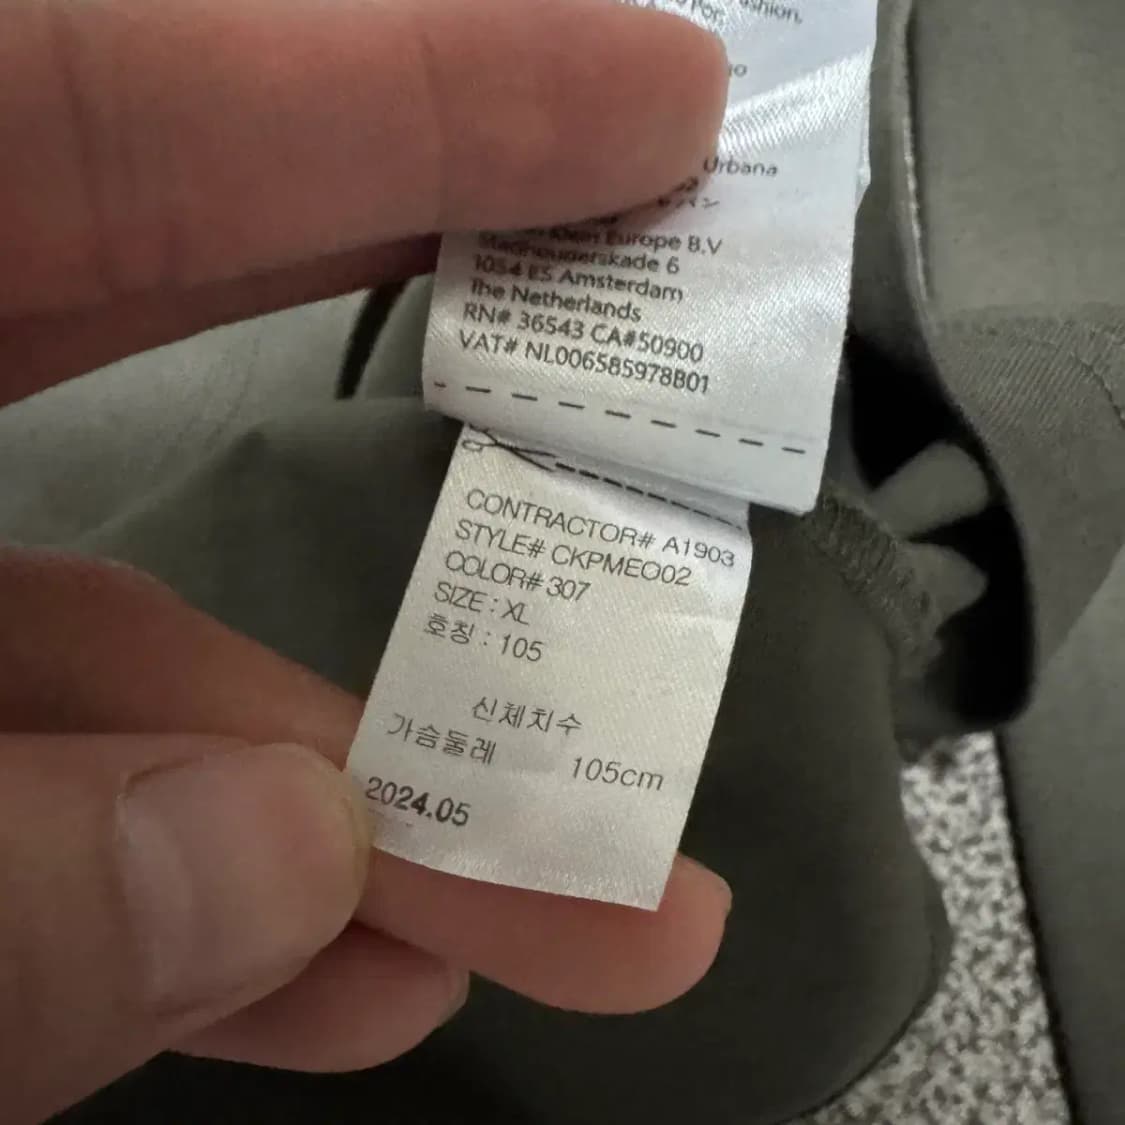 Urbana
Europe B.V
Stadhouderskade 6
1054 ES Amsterdam
The Netherlands
RN# 36543 CA#50900
VAT# NL006585978B01
CONTRACTOR# A1903
STYLE# CKPMEO02
COLOR# 307
SIZE : XL
호칭 : 105
신체치수
가슴둘레 105cm
2024.05